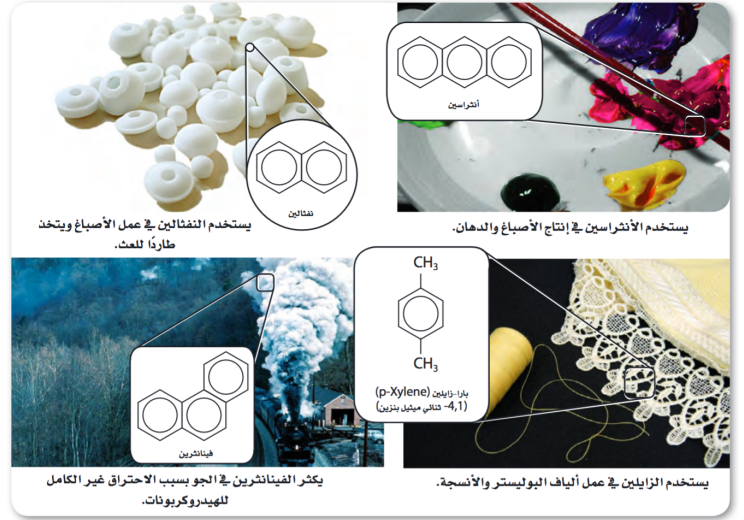 أنثراسين
يستخدم الأنثراسين في إنتاج الأصباغ والدهان.
نفثالين
يستخدم النفثالين في عمل الأصباغ ويتخذ
طاردًا للعث.
CH₃
CH₃
بارا-زايلين (p-Xylene)
(4,1- ثنائي ميثيل بنزين)
يستخدم الزايلين في عمل ألياف البوليستر والأنسجة.
فينانثرين
يكثر الفينانثرين في الجو بسبب الاحتراق غير الكامل
للهيدروكربونات.